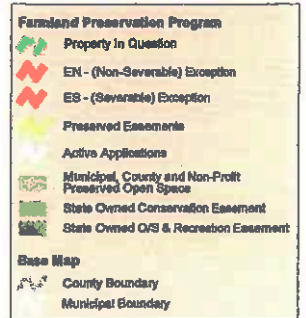 Farmland Preservation Program
Property In Question
EN - (Non-Severable) Exception
ES - (Severable) Exception
Preserved Easements
Active Applications
Municipal, County and Non-Profit
Preserved Open Space
State Owned Conservation Easement
State Owned O/S & Recreation Easement
Base Map
County Boundary
Municipal Boundary